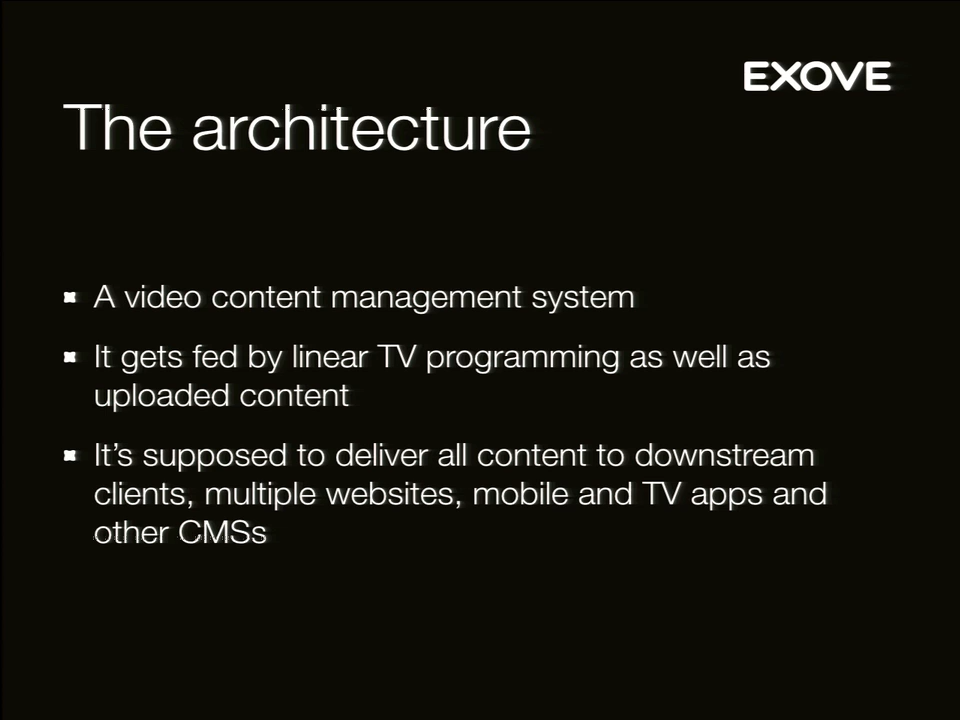 EXOVE
The architecture
A video content management system
It gets fed by linear TV programming as well as
uploaded content
It's supposed to deliver all content to downstream
clients, multiple websites, mobile and TV apps and
other CMSs